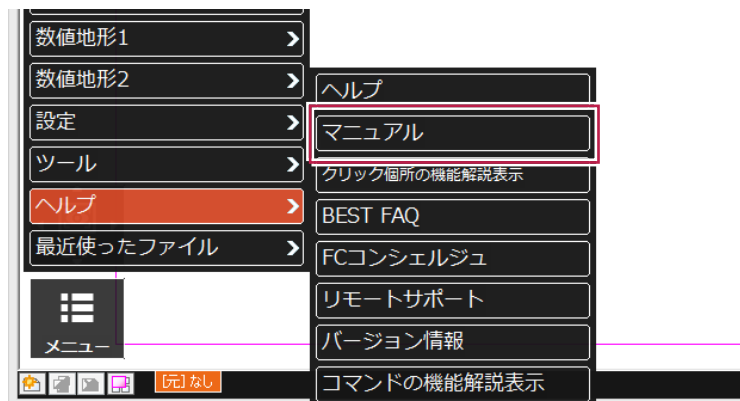 数値地形1
数値地形2
設定
ツール
ヘルプ
最近使ったファイル
メニュー
[元]なし
ヘルプ
マニュアル
クリック個所の機能解説表示
BEST FAQ
FCコンシェルジュ
リモートサポート
バージョン情報
コマンドの機能解説表示